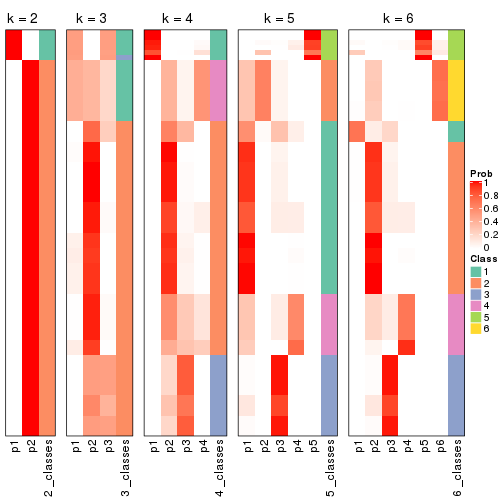 k = 2
k = 3
k = 4
k = 5
k = 6
p1
p2
2_classes
p1
p2
p3
3_classes
p1
p2
p3
p4
4_classes
p1
p2
p3
p4
p5
5_classes
p1
p2
p3
p4
p5
p6
6_classes
Prob
1
0.8
0.6
0.4
0.2
0
Class
1
2
3
4
5
6